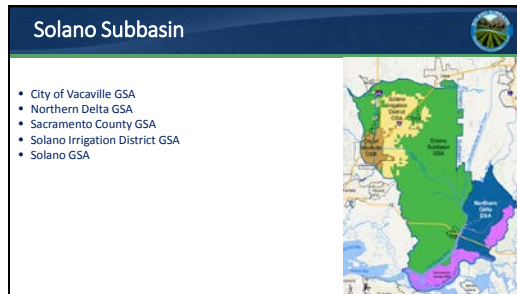 Solano Subbasin
• City of Vacaville GSA
• Northern Delta GSA
• Sacramento County GSA
• Solano Irrigation District GSA
• Solano GSA
Solano
Irrigation
District
GSA
Solano
Subbasin
GSA
Northern
Delta
GSA